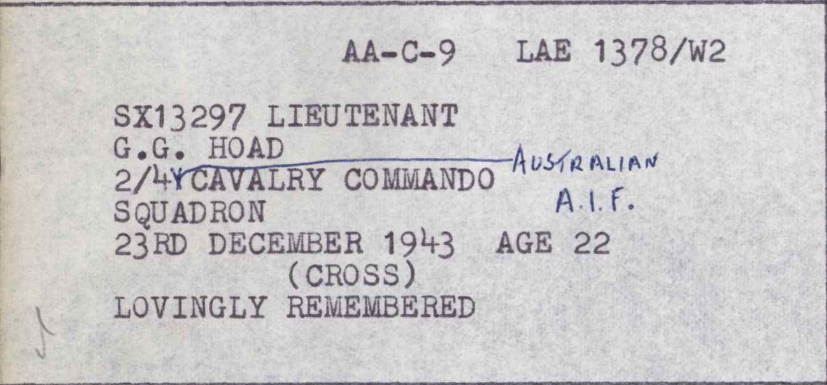 AA-C-9 LAE 1378/W2
SX13297 LIEUTENANT
G.G. HOAD
2/4 CAVALRY COMMANDO AUSTRALIAN
SQUADRON A.I.F.
23RD DECEMBER 1943 AGE 22
(CROSS)
LOVINGLY REMEMBERED